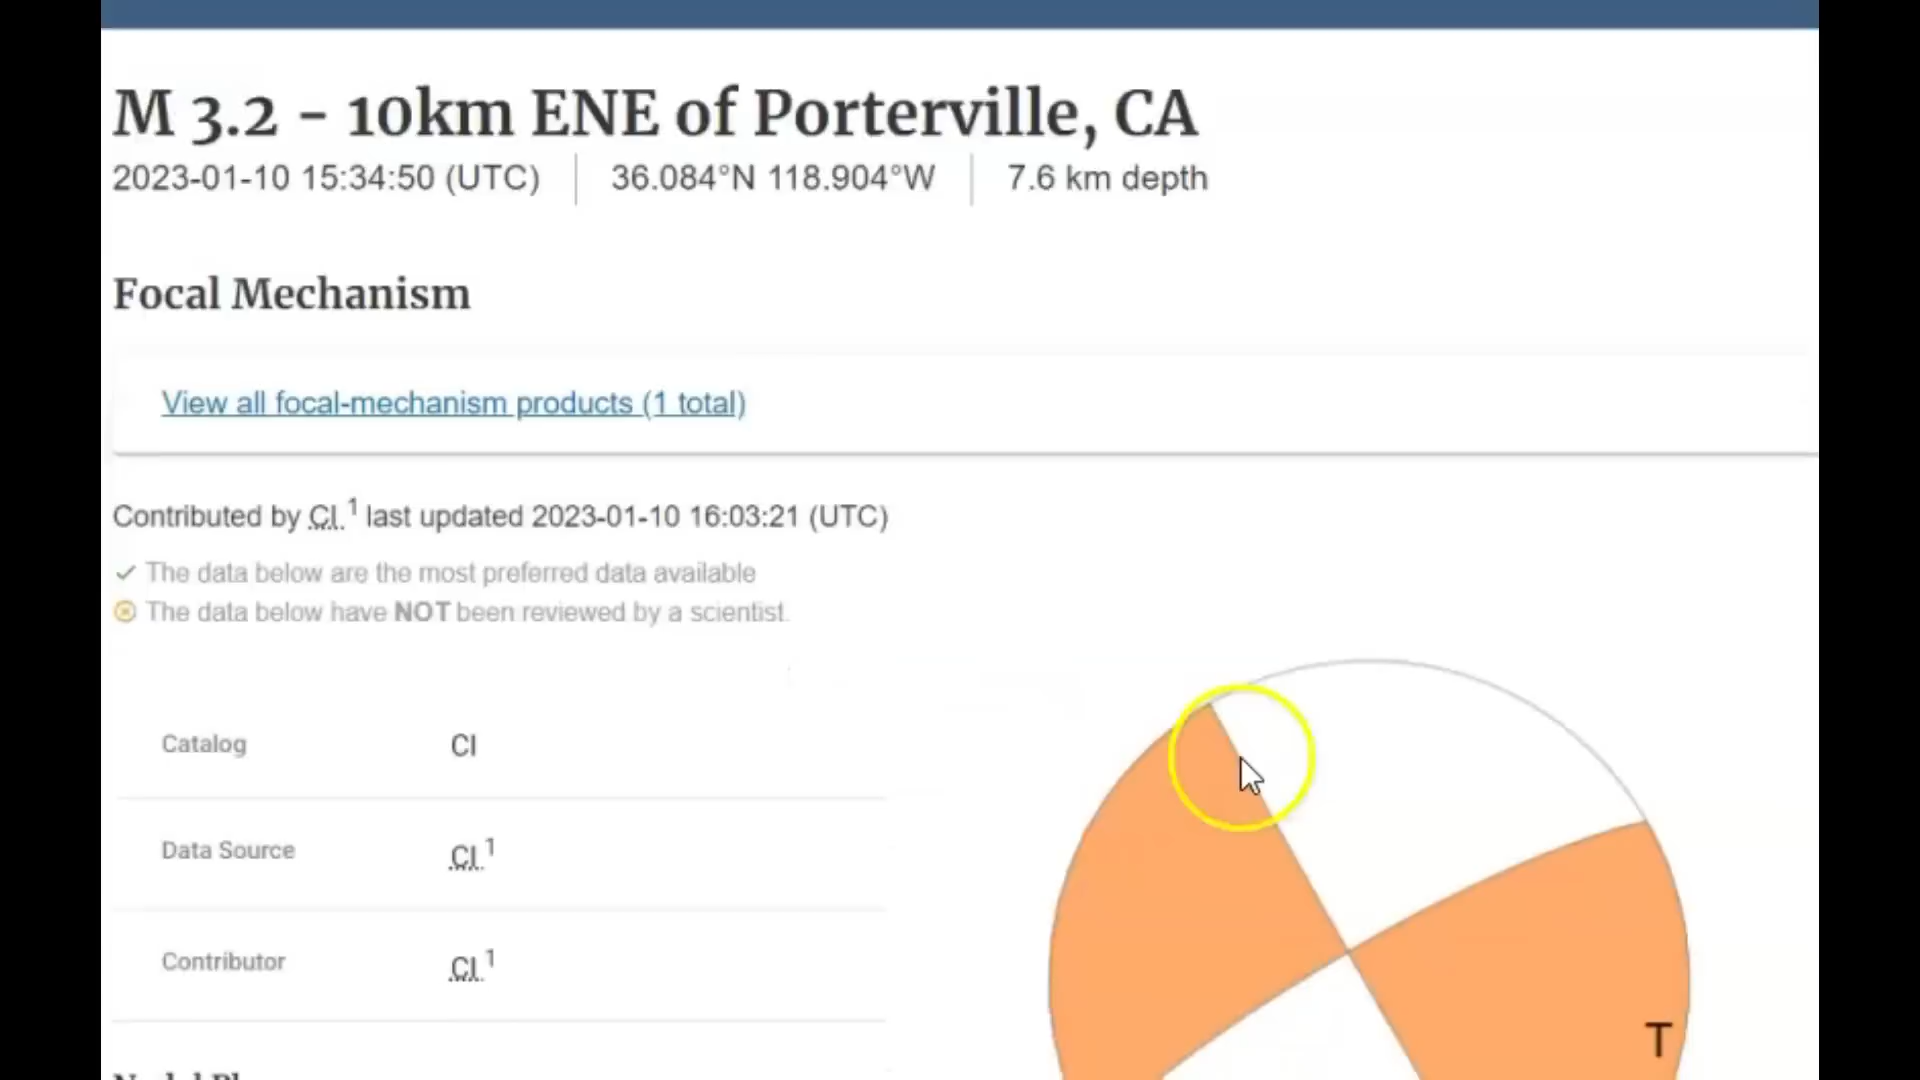 M 3.2 - 10km ENE of Porterville, CA
2023-01-10 15:34:50 (UTC) 36.084°N 118.904°W 7.6 km depth
Focal Mechanism
View all focal-mechanism products (1 total)
Contributed by CI 1 last updated 2023-01-10 16:03:21 (UTC)
The data below are the most preferred data available
The data below have NOT been reviewed by a scientist.
Catalog CI
Data Source CI 1
Contributor CI 1
T